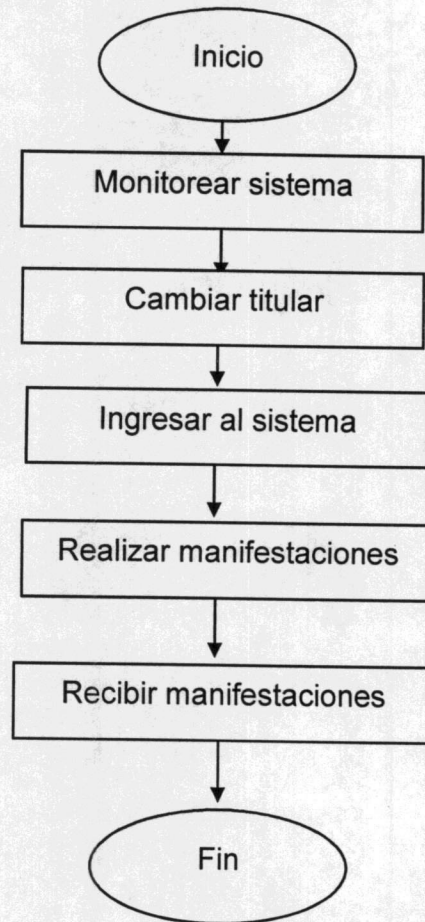 Inicio
Monitorear sistema
Cambiar titular
Ingresar al sistema
Realizar manifestaciones
Recibir manifestaciones
Fin